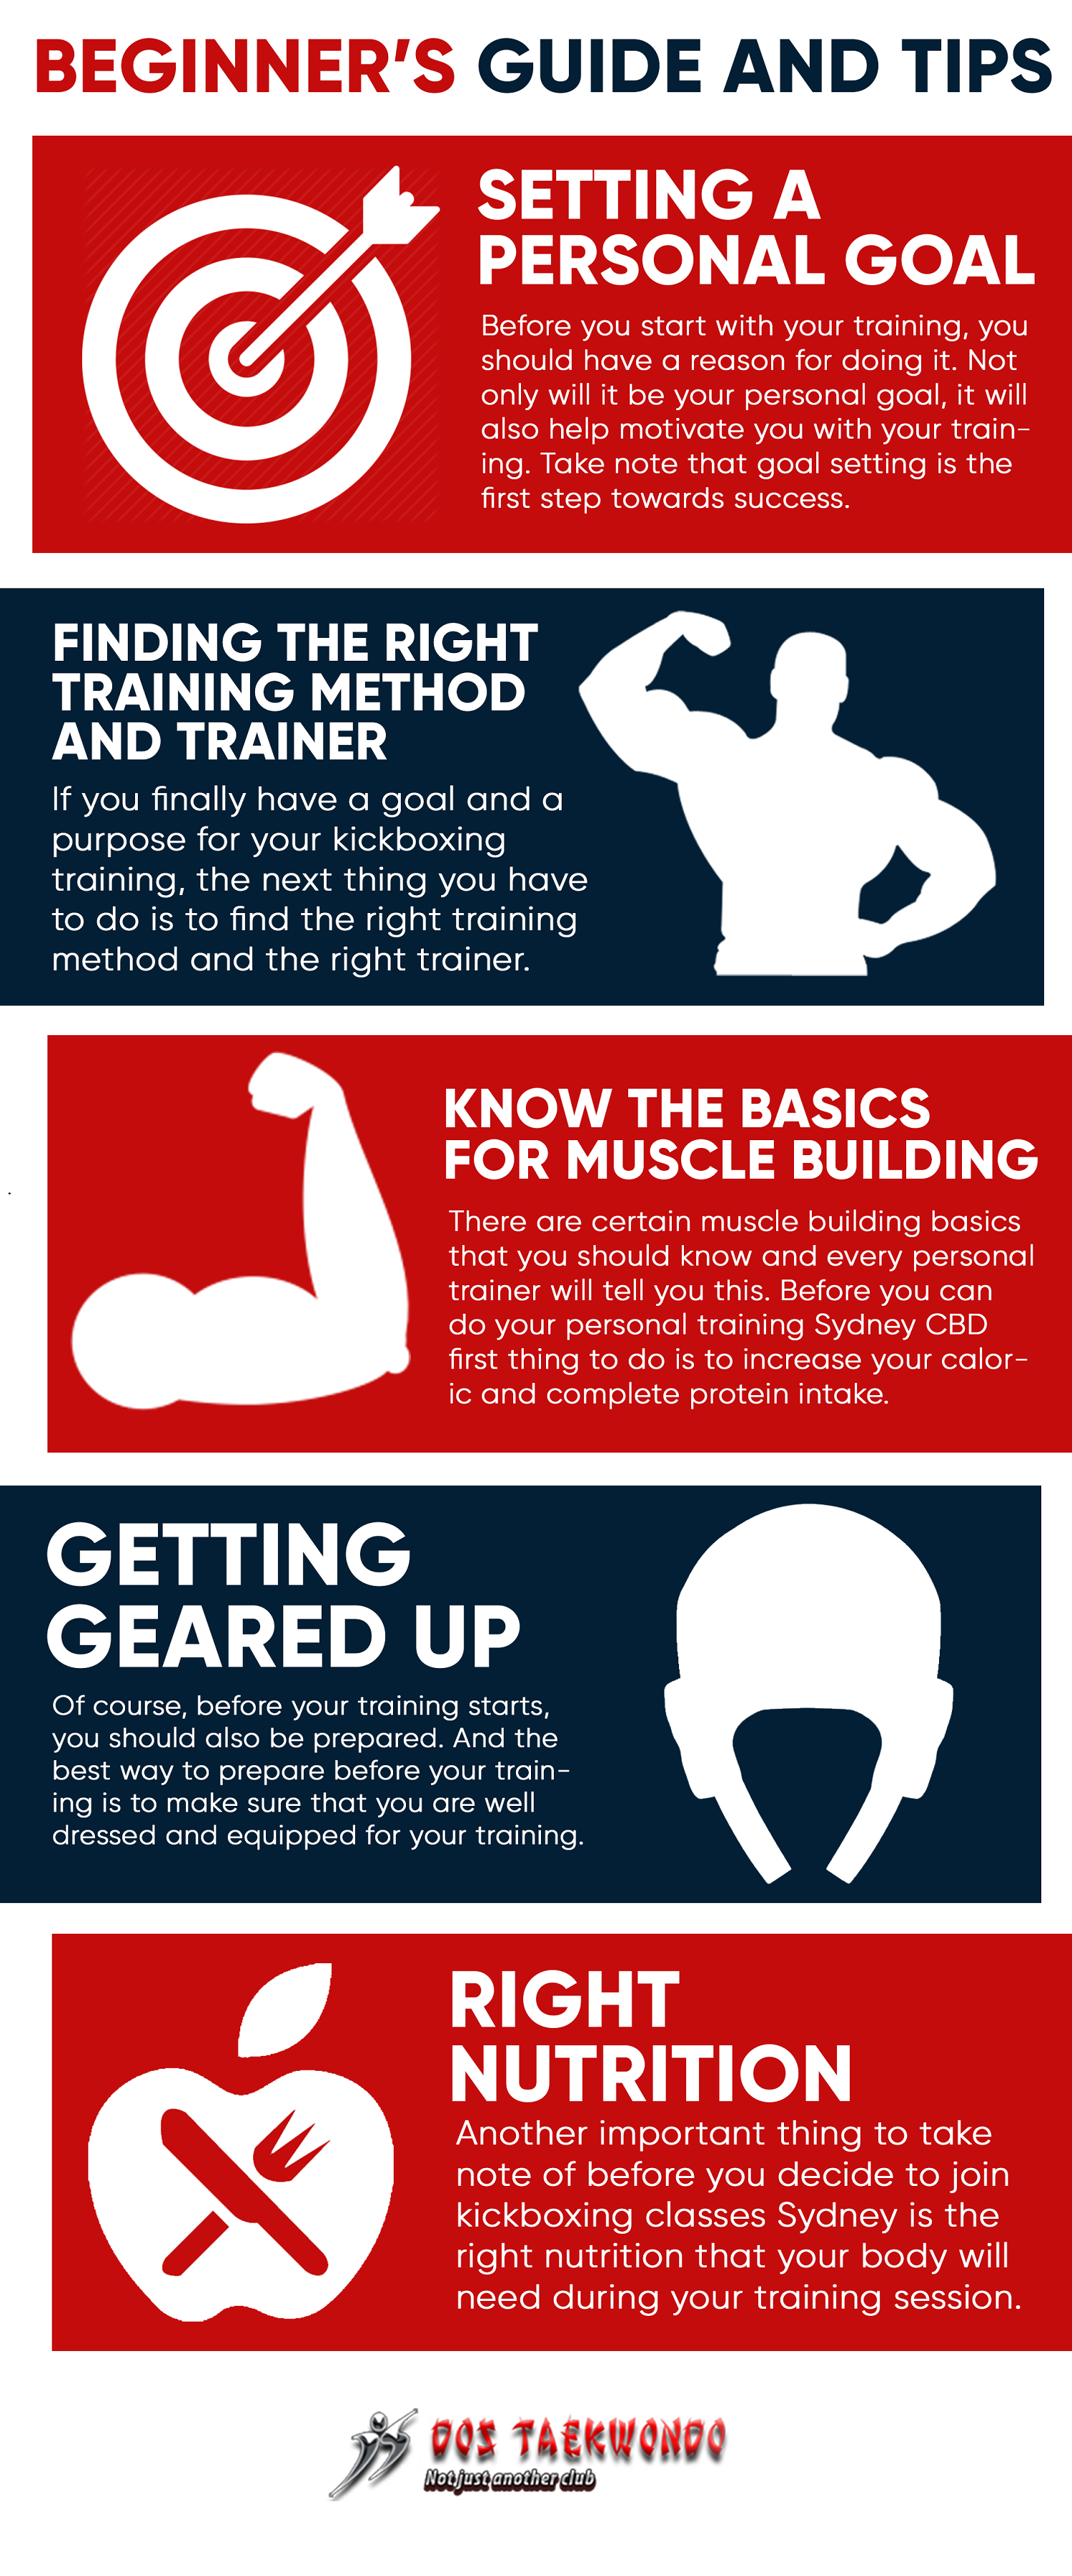 BEGINNER'S GUIDE AND TIPS
SETTING A
PERSONAL GOAL
Before you start with your training, you
should have a reason for doing it. Not
only will it be your personal goal, it will
also help motivate you with your train-
ing. Take note that goal setting is the
first step towards success.
FINDING THE RIGHT
TRAINING METHOD
AND TRAINER
If you finally have a goal and a
purpose for your kickboxing
training, the next thing you have
to do is to find the right training
method and the right trainer.
KNOW THE BASICS
FOR MUSCLE BUILDING
There are certain muscle building basics
that you should know and every personal
trainer will tell you this. Before you can
do your personal training Sydney CBD
first thing to do is to increase your calor-
ic and complete protein intake.
GETTING
GEARED UP
Of course, before your training starts,
you should also be prepared. And the
best way to prepare before your train-
ing is to make sure that you are well
dressed and equipped for your training.
RIGHT
NUTRITION
Another important thing to take
note of before you decide to join
kickboxing classes Sydney is the
right nutrition that your body will
need during your training session.
DOS TAEKWONDO
Not just another club